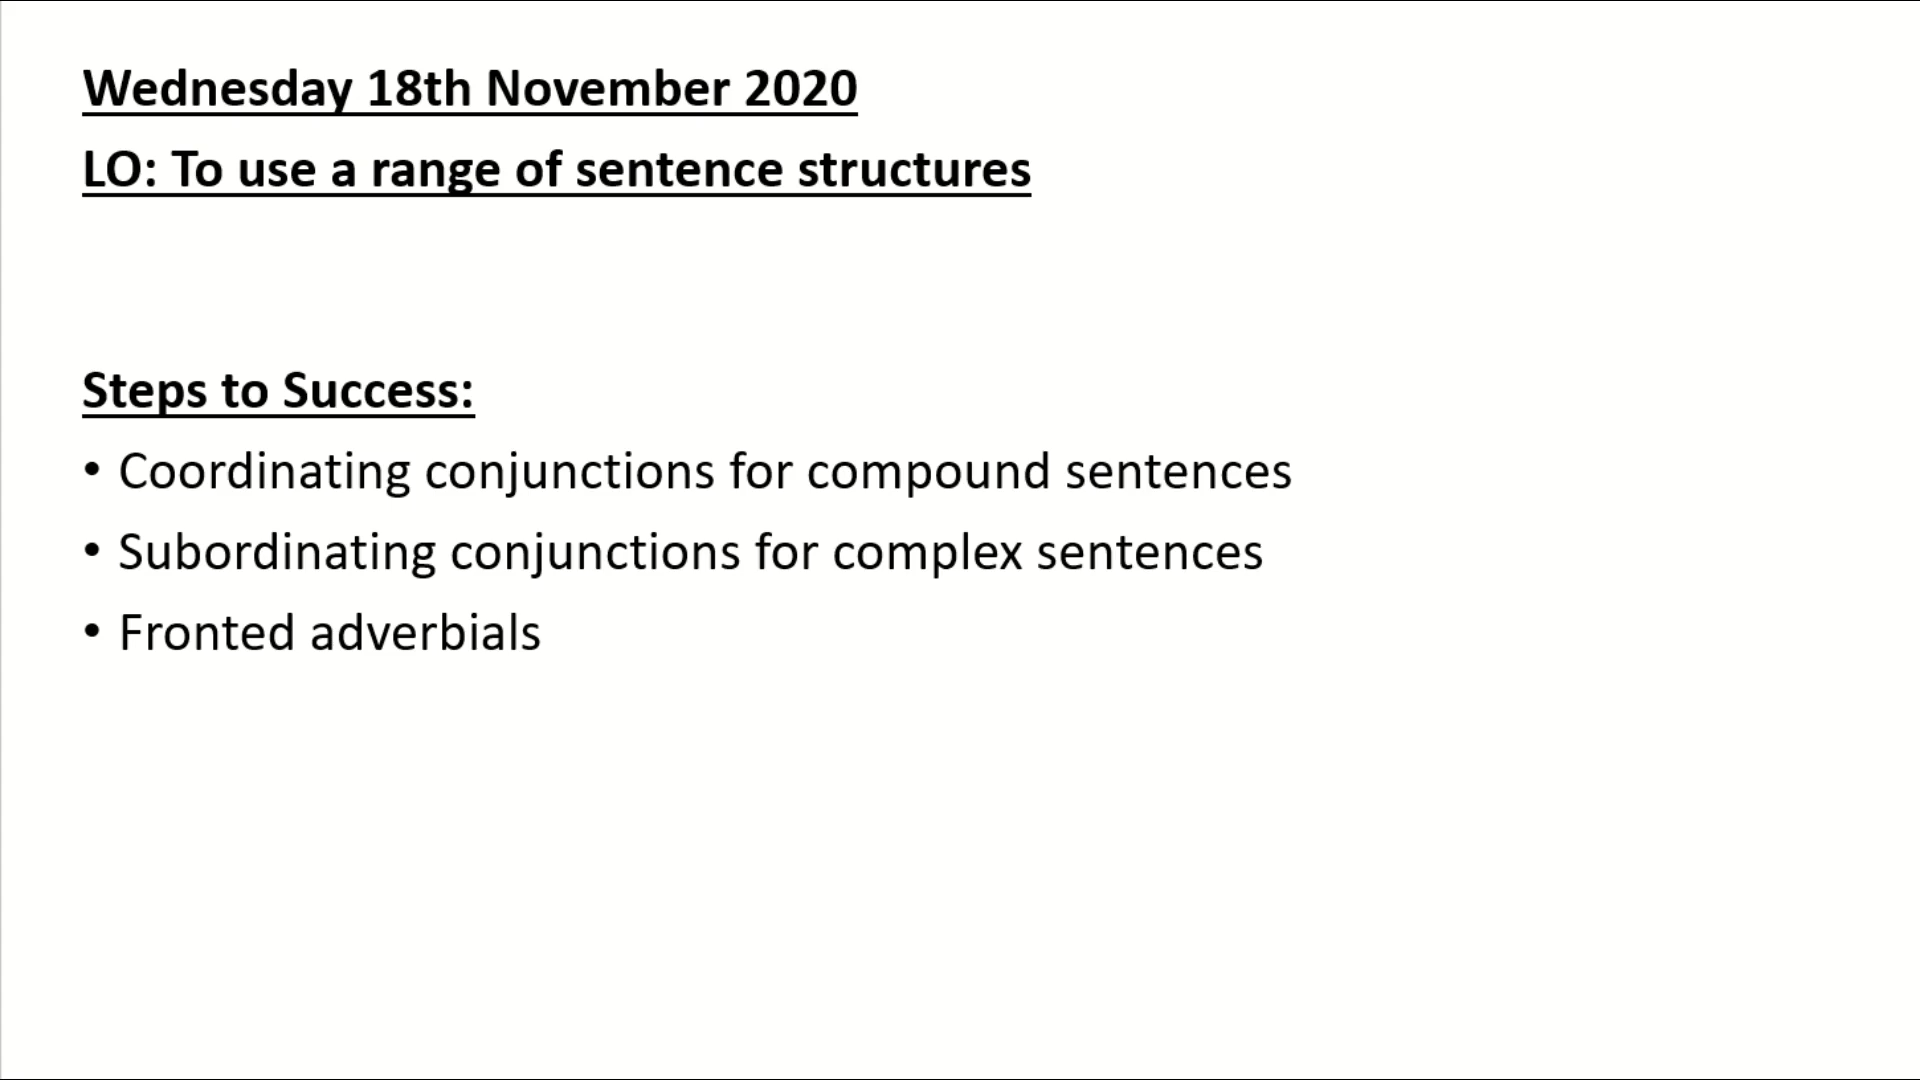 Wednesday 18th November 2020
LO: To use a range of sentence structures
Steps to Success:
• Coordinating conjunctions for compound sentences
• Subordinating conjunctions for complex sentences
• Fronted adverbials